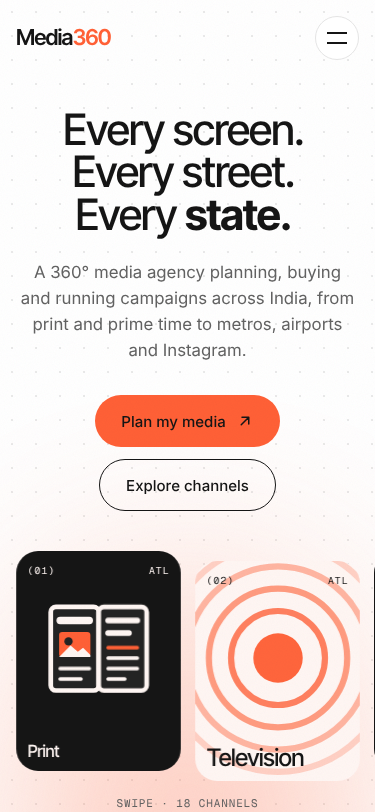 Media360
Every screen.
Every street.
Every state.
A 360° media agency planning, buying
and running campaigns across India, from
print and prime time to metros, airports
and Instagram.
Plan my media
Explore channels
(01) ATL
Print
(02) ATL
Television
SWIPE · 18 CHANNELS